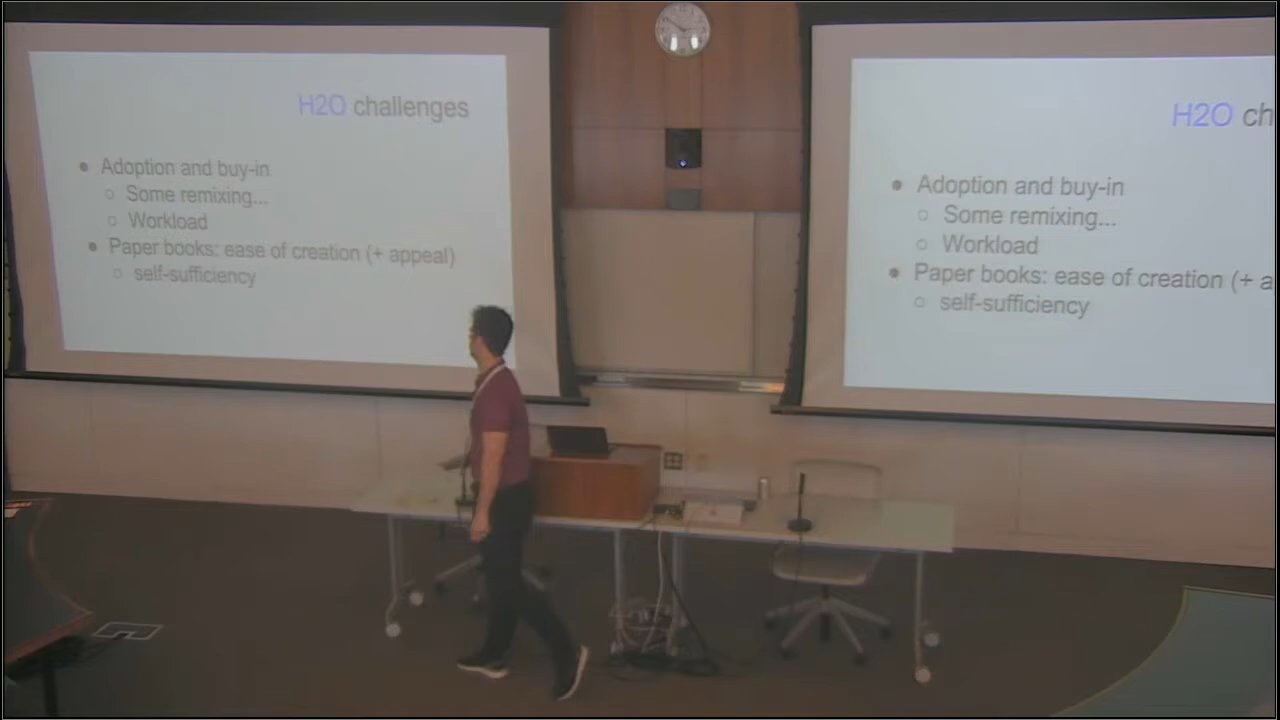 H2O challenges
Adoption and buy-in
Some remixing...
Workload
Paper books: ease of creation (+ appeal)
self-sufficiency
H2O ch
Adoption and buy-in
Some remixing...
Workload
Paper books: ease of creation (+ a
self-sufficiency